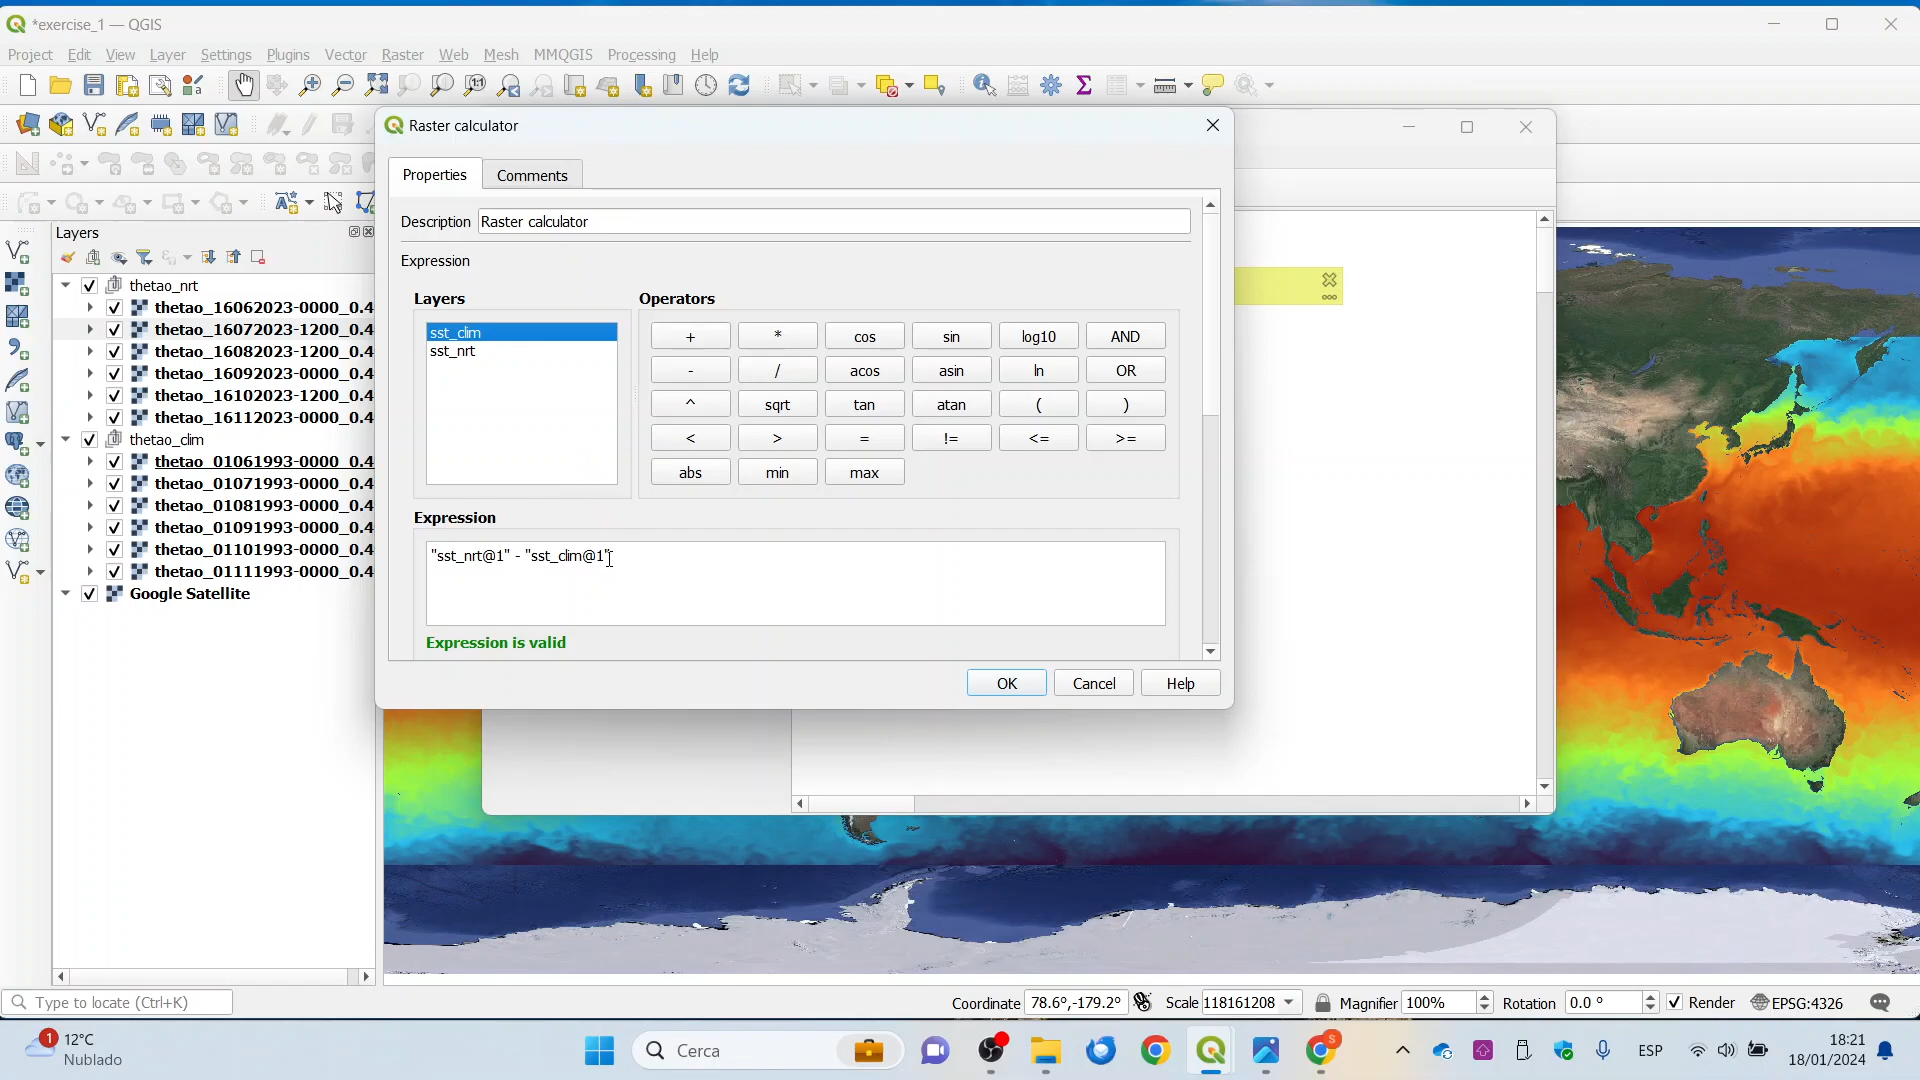 *exercise_1 — QGIS
Project Edit View Layer Settings Plugins Vector Raster Web Mesh MMQGIS Processing Help
Raster calculator
Properties Comments
Description Raster calculator
Expression
Layers Operators
sst_clim
sst_nrt
+ * cos sin log10 AND
- / acos asin ln OR
^ sqrt tan atan ( )
< > = != <= >=
abs min max
Expression
"sst_nrt@1" - "sst_clim@1"
Expression is valid
OK Cancel Help
Layers
thetao_nrt
thetao_16062023-0000_0.4
thetao_16072023-1200_0.4
thetao_16082023-1200_0.4
thetao_16092023-0000_0.4
thetao_16102023-1200_0.4
thetao_16112023-0000_0.4
thetao_clim
thetao_01061993-0000_0.4
thetao_01071993-0000_0.4
thetao_01081993-0000_0.4
thetao_01091993-0000_0.4
thetao_01101993-0000_0.4
thetao_01111993-0000_0.4
Google Satellite
Type to locate (Ctrl+K) Coordinate 78.6°,-179.2° Scale 118161208 Magnifier 100% Rotation 0.0 ° Render EPSG:4326
1 12°C
Nublado
Cerca
S
ESP
18:21
18/01/2024